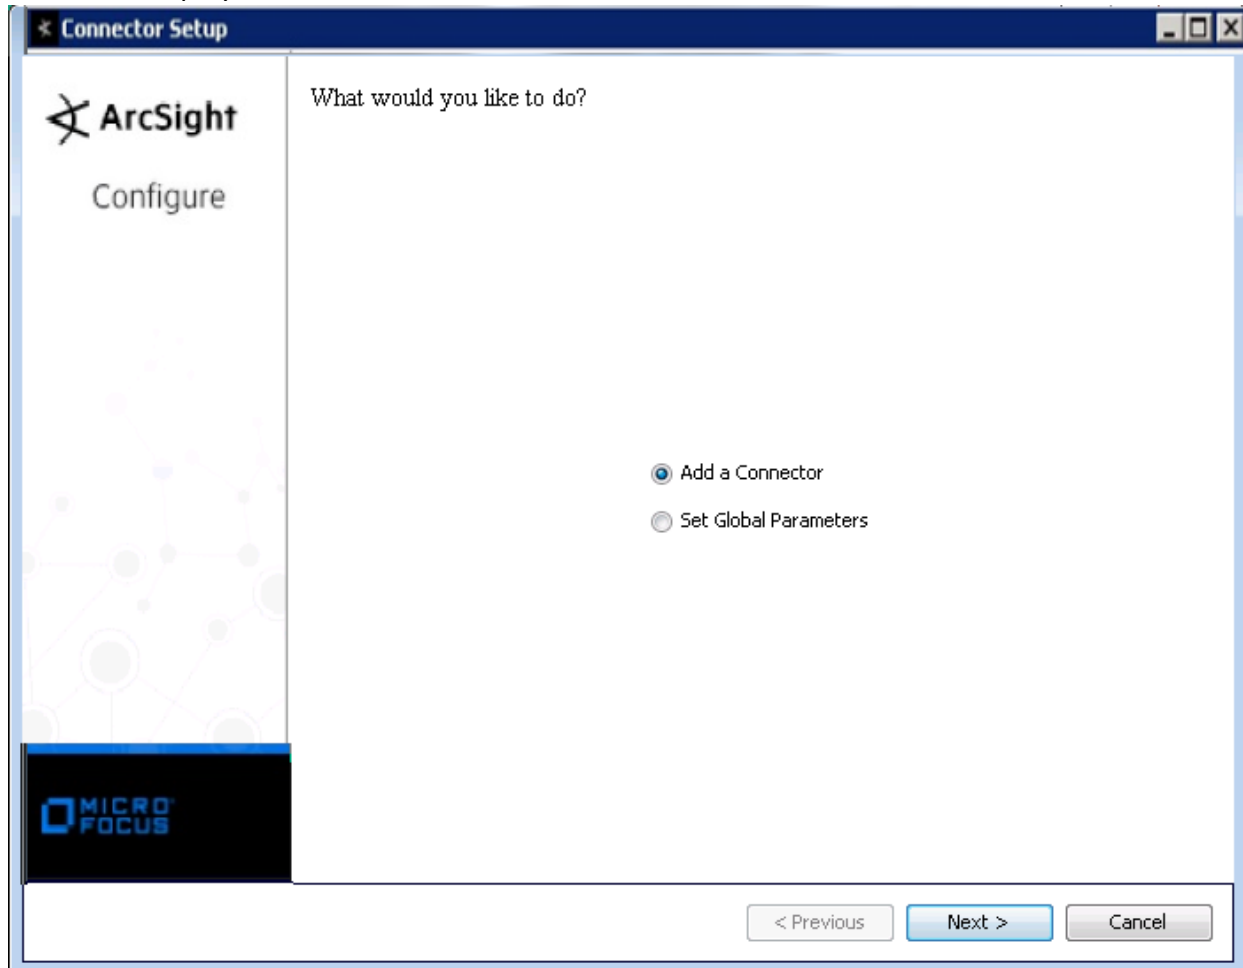 Connector Setup
ArcSight
Configure
What would you like to do?
Add a Connector
Set Global Parameters
MICRO
FOCUS
< Previous
Next >
Cancel